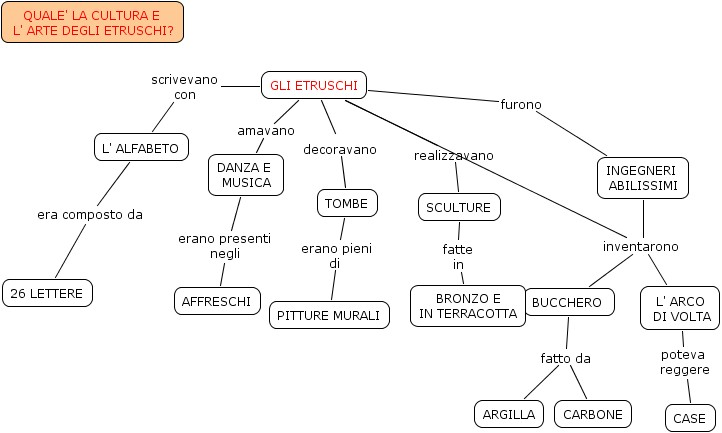 QUALE' LA CULTURA E
L' ARTE DEGLI ETRUSCHI?
GLI ETRUSCHI
scrivevano
con
L' ALFABETO
era composto da
26 LETTERE
amavano
DANZA E
MUSICA
erano presenti
negli
AFFRESCHI
decoravano
TOMBE
erano pieni
di
PITTURE MURALI
realizzavano
SCULTURE
fatte
in
BRONZO E
IN TERRACOTTA
furono
INGEGNERI
ABILISSIMI
inventarono
BUCCHERO
fatto da
ARGILLA
CARBONE
L' ARCO
DI VOLTA
poteva
reggere
CASE